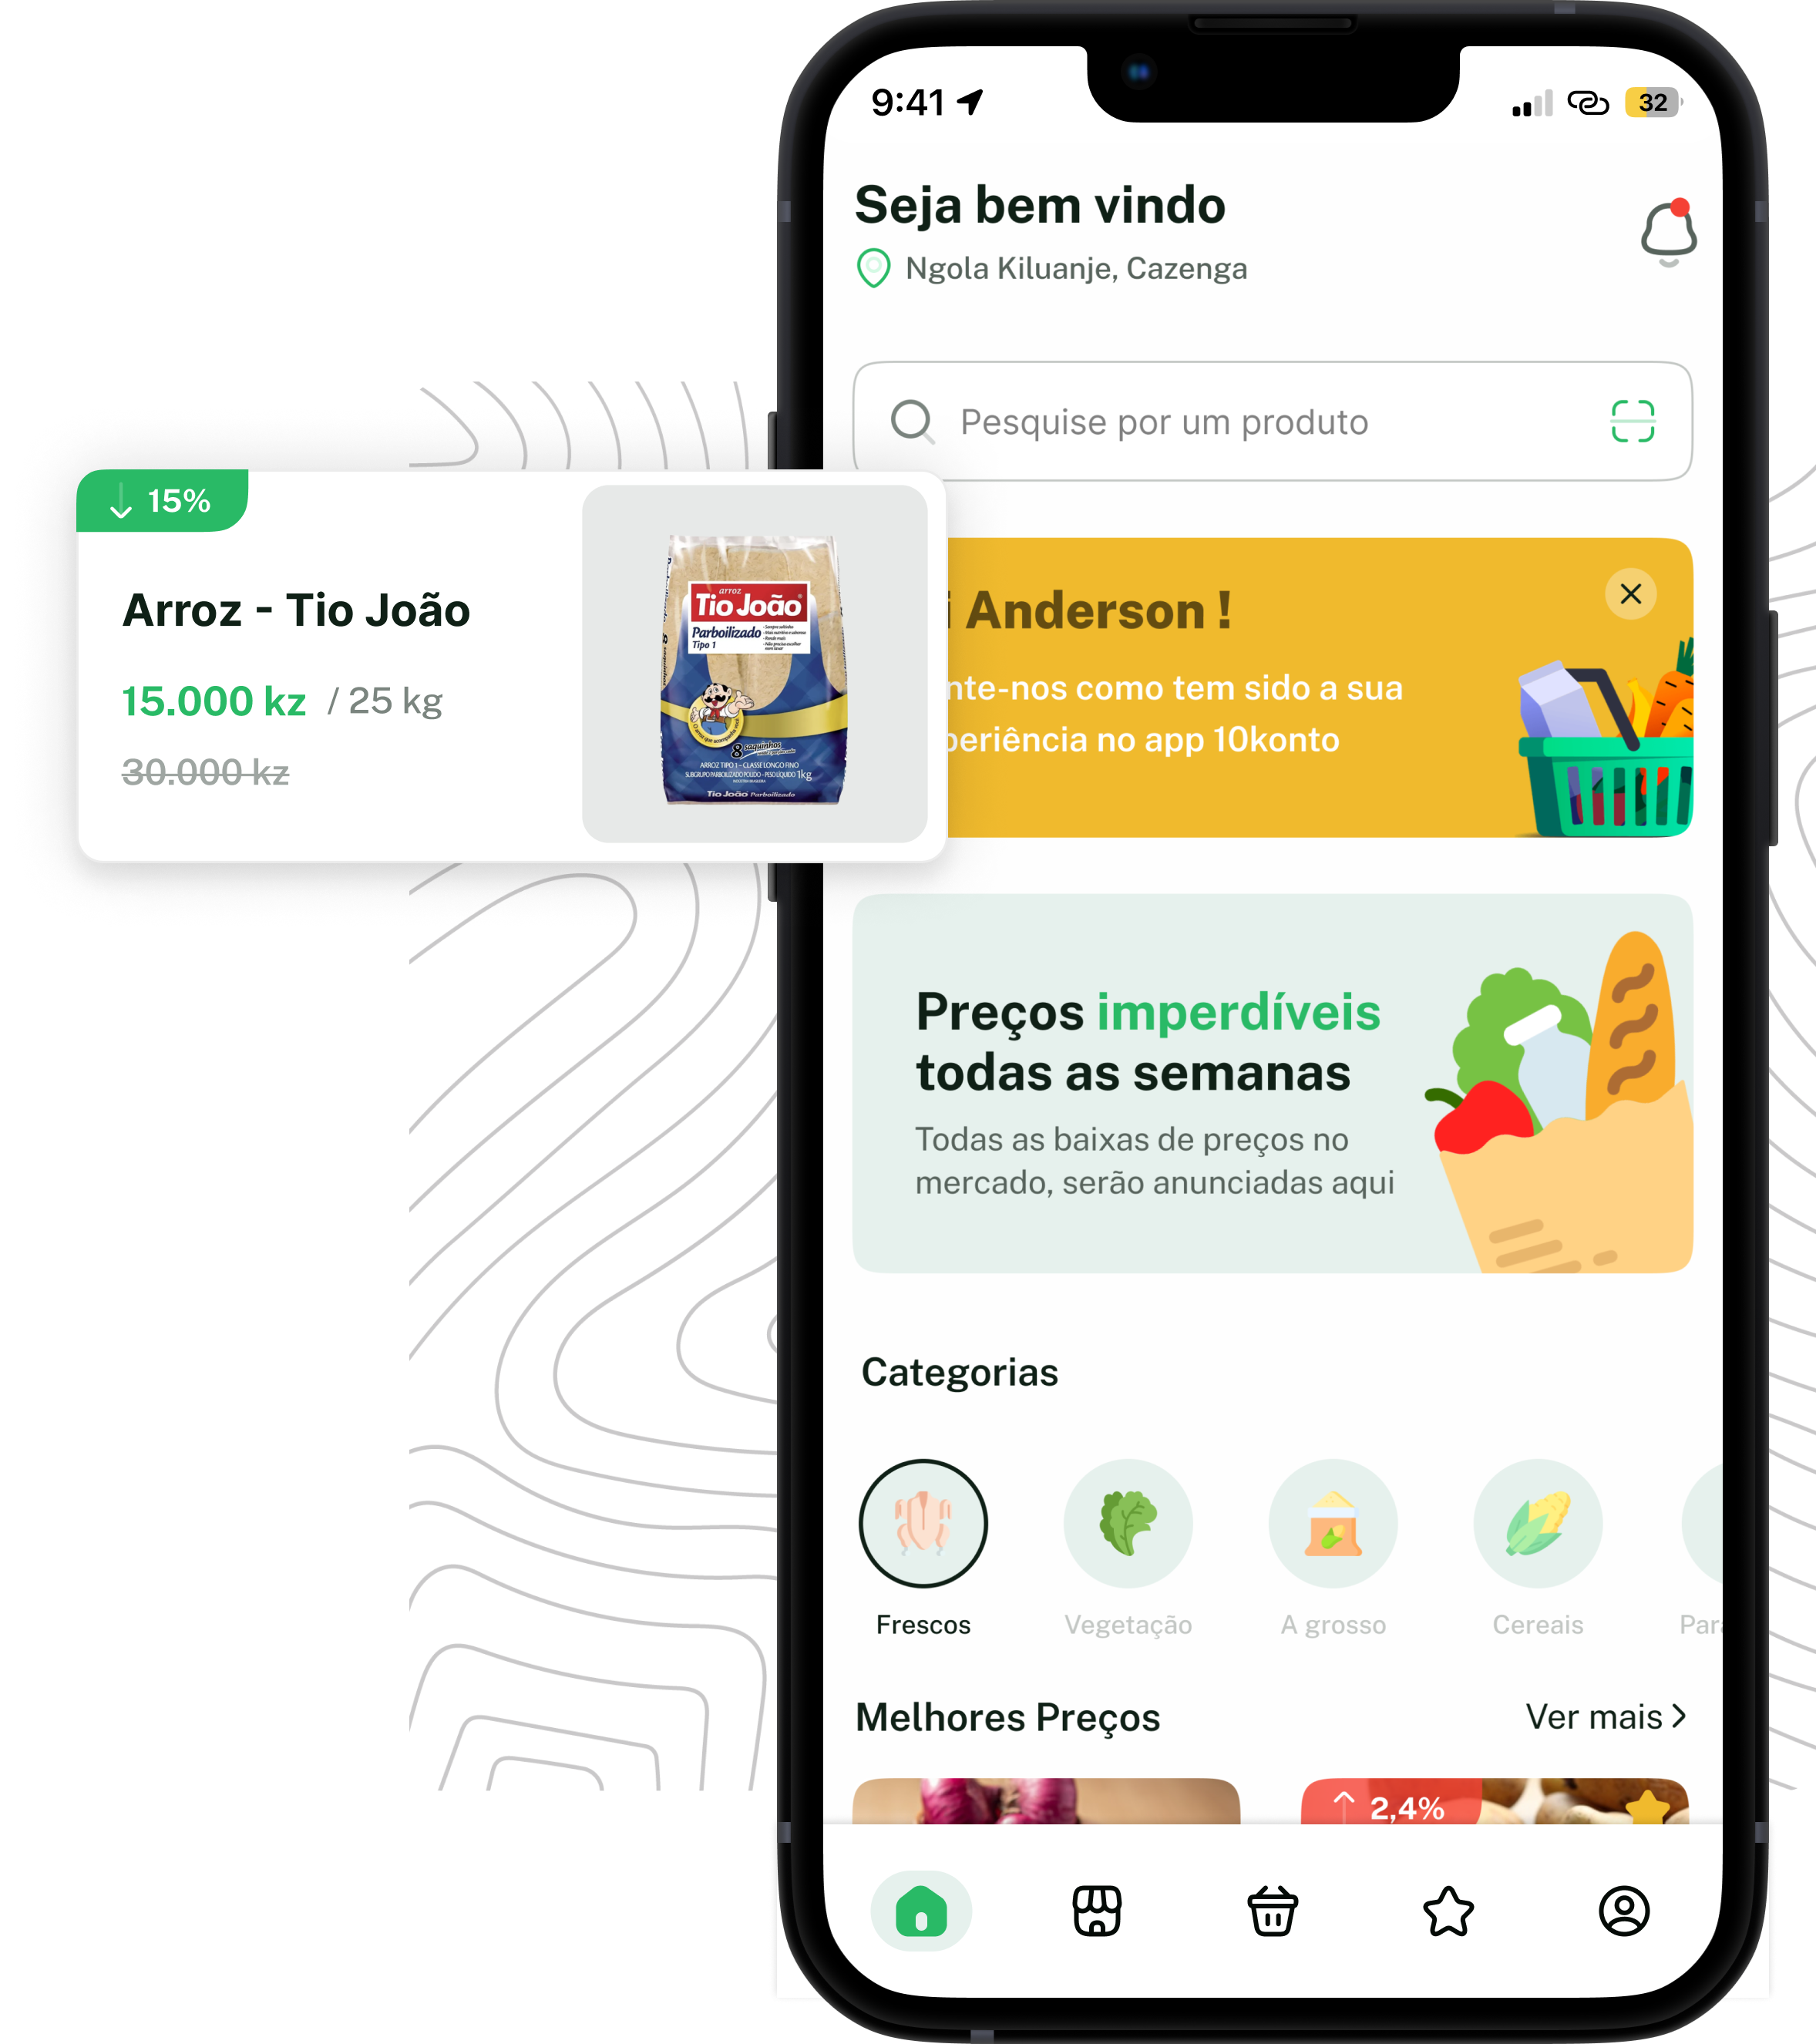 9:41
32
Seja bem vindo
Ngola Kiluanje, Cazenga
Pesquise por um produto
15%
Arroz - Tio João
15.000 kz / 25 kg
30.000 kz
arroz
Tio João
Parboilizado
Tipo 1
8 saquinhos
ARROZ TIPO 1 - CLASSE LONGO FINO
SUBGRUPO PARBOILIZADO POLIDO - PESO LÍQUIDO 1kg
Tio João Parboilizado
i Anderson !
nte-nos como tem sido a sua
periência no app 10konto
Preços imperdíveis
todas as semanas
Todas as baixas de preços no
mercado, serão anunciadas aqui
Categorias
Frescos
Vegetação
A grosso
Cereais
Par
Melhores Preços
Ver mais
2,4%